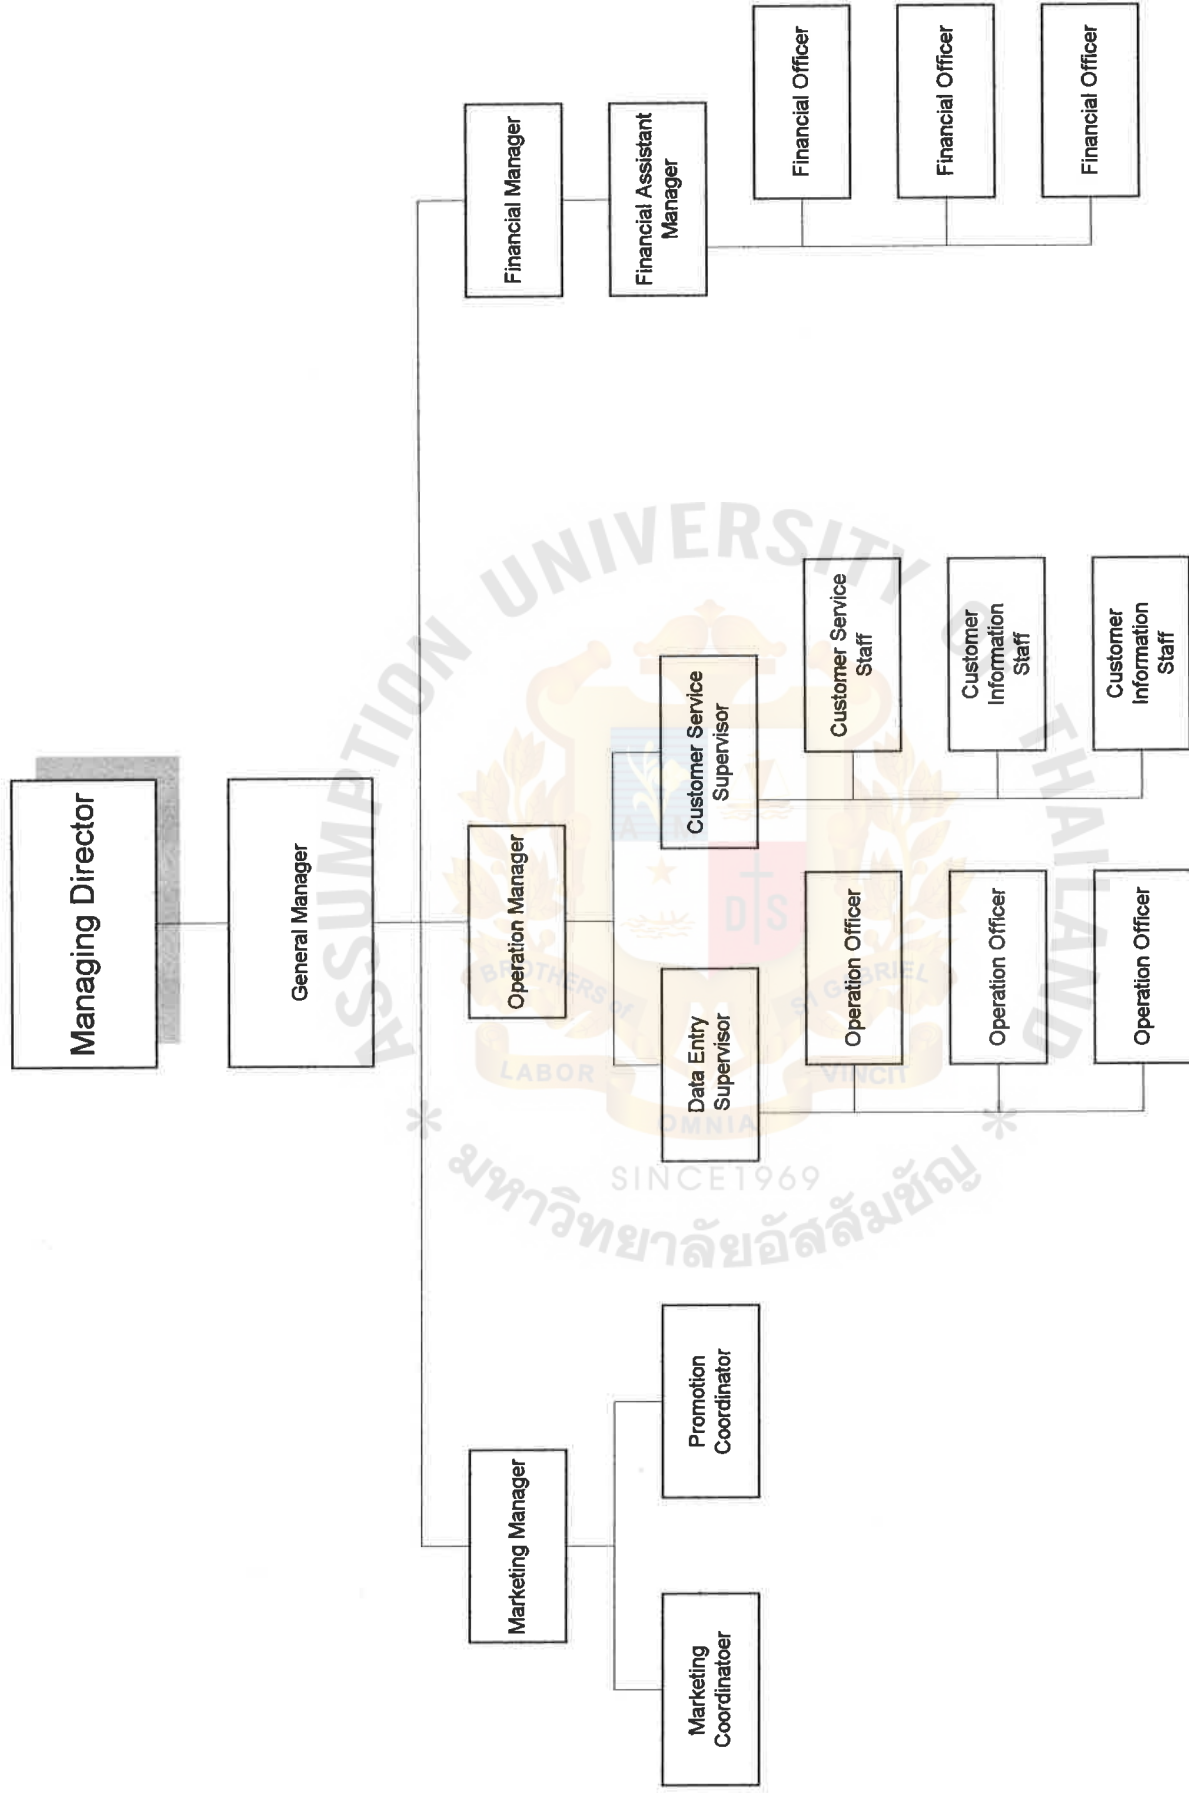 Managing Director
General Manager
Marketing Manager
Operation Manager
Financial Manager
Marketing
Coordinatoer
Promotion
Coordinator
Data Entry
Supervisor
Customer Service
Supervisor
Financial Assistant
Manager
Operation Officer
Operation Officer
Operation Officer
Customer Service
Staff
Customer
Information
Staff
Customer
Information
Staff
Financial Officer
Financial Officer
Financial Officer
ASSUMPTION UNIVERSITY OF THAILAND
A M
D S
BROTHERS of ST GABRIEL
LABOR
OMNIA
VINCIT
SINCE1969
* มหาวิทยาลัยอัสสัมชัญ *